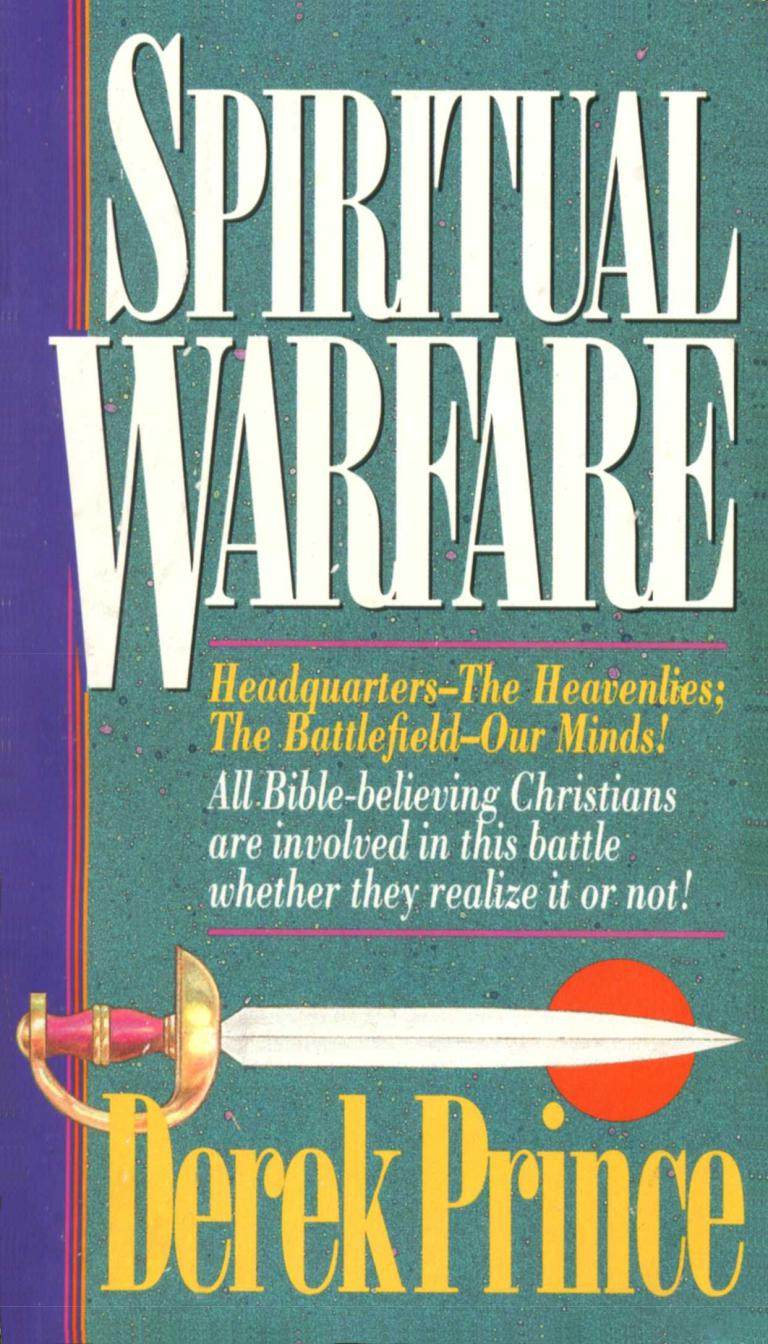 SPIRITUAL
WARFARE
Headquarters–The Heavenlies;
The Battlefield–Our Minds!
All Bible-believing Christians
are involved in this battle
whether they realize it or not!
Derek Prince